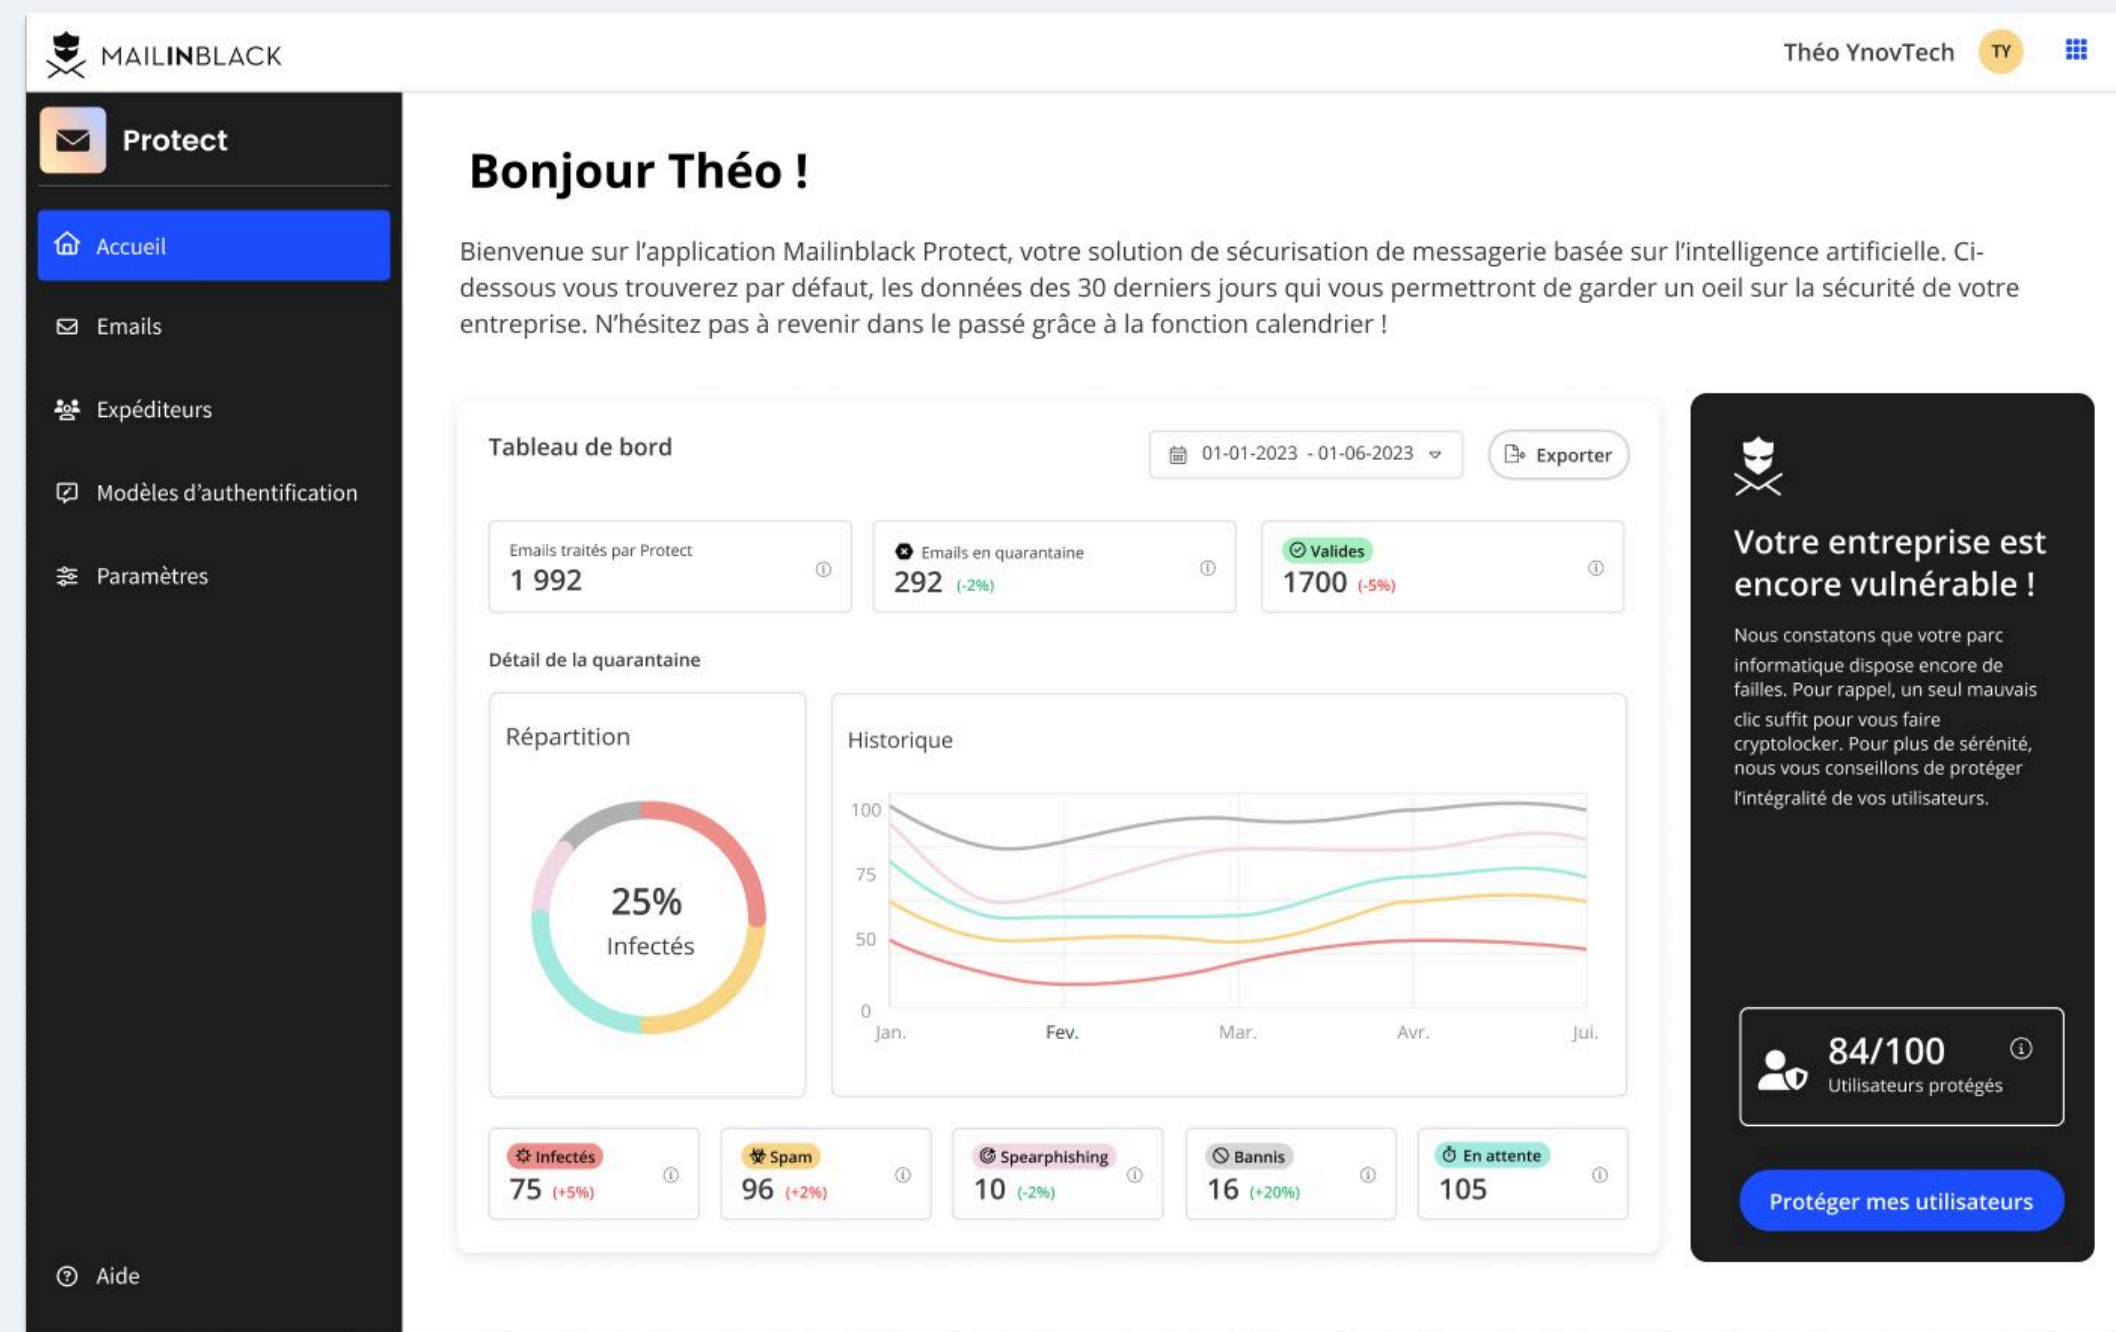 MAILINBLACK
Théo YnovTech
TY
Protect
Accueil
Emails
Expéditeurs
Modèles d'authentification
Paramètres
Aide
Bonjour Théo !
Bienvenue sur l'application Mailinblack Protect, votre solution de sécurisation de messagerie basée sur l'intelligence artificielle. Ci-
dessous vous trouverez par défaut, les données des 30 derniers jours qui vous permettront de garder un oeil sur la sécurité de votre
entreprise. N'hésitez pas à revenir dans le passé grâce à la fonction calendrier !
Tableau de bord
01-01-2023 - 01-06-2023
Exporter
Emails traités par Protect
1 992
Emails en quarantaine
292 (-2%)
Valides
1700 (-5%)
Détail de la quarantaine
Répartition
25%
Infectés
Historique
100
75
50
0
Jan. Fev. Mar. Avr. Jui.
Infectés
75 (+5%)
Spam
96 (+2%)
Spearphishing
10 (-2%)
Bannis
16 (+20%)
En attente
105
Votre entreprise est
encore vulnérable !
Nous constatons que votre parc
informatique dispose encore de
failles. Pour rappel, un seul mauvais
clic suffit pour vous faire
cryptolocker. Pour plus de sérénité,
nous vous conseillons de protéger
l'intégralité de vos utilisateurs.
84/100
Utilisateurs protégés
Protéger mes utilisateurs